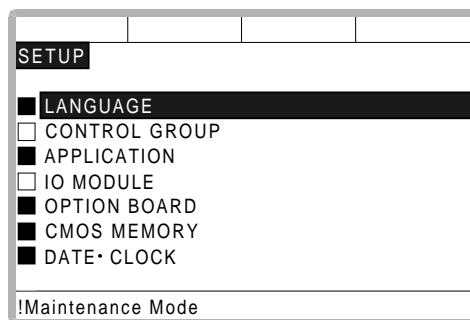 SETUP
LANGUAGE
CONTROL GROUP
APPLICATION
IO MODULE
OPTION BOARD
CMOS MEMORY
DATE・CLOCK
!Maintenance Mode